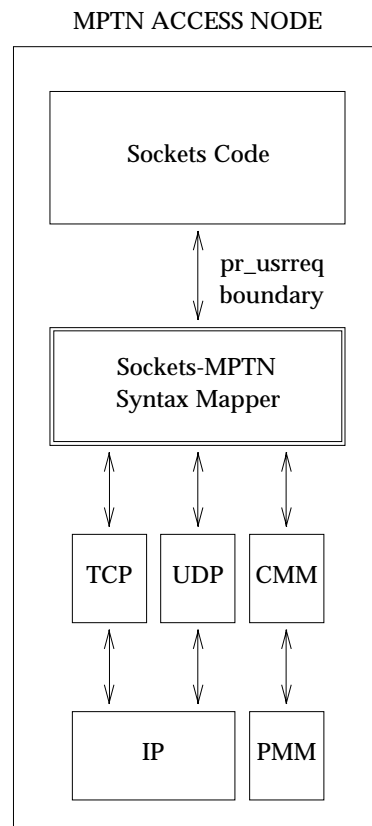 MPTN ACCESS NODE
Sockets Code
pr_usrreq
boundary
Sockets-MPTN
Syntax Mapper
TCP
UDP
CMM
IP
PMM